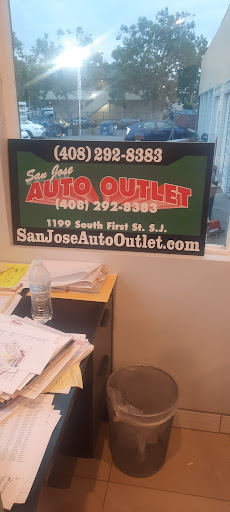 (408) 292-8383
San Jose
AUTO OUTLET
(408) 292-8383
1199 South First St. S.J.
SanJoseAutoOutlet.com